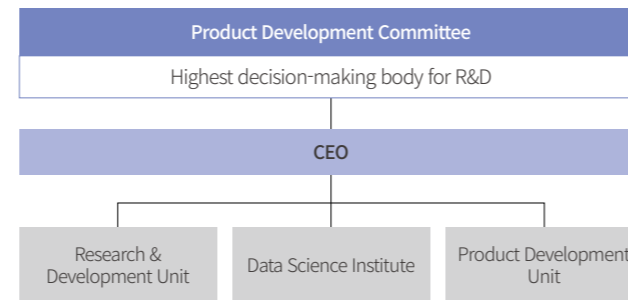 Product Development Committee
Highest decision-making body for R&D
CEO
Research &
Development Unit
Data Science Institute
Product Development
Unit